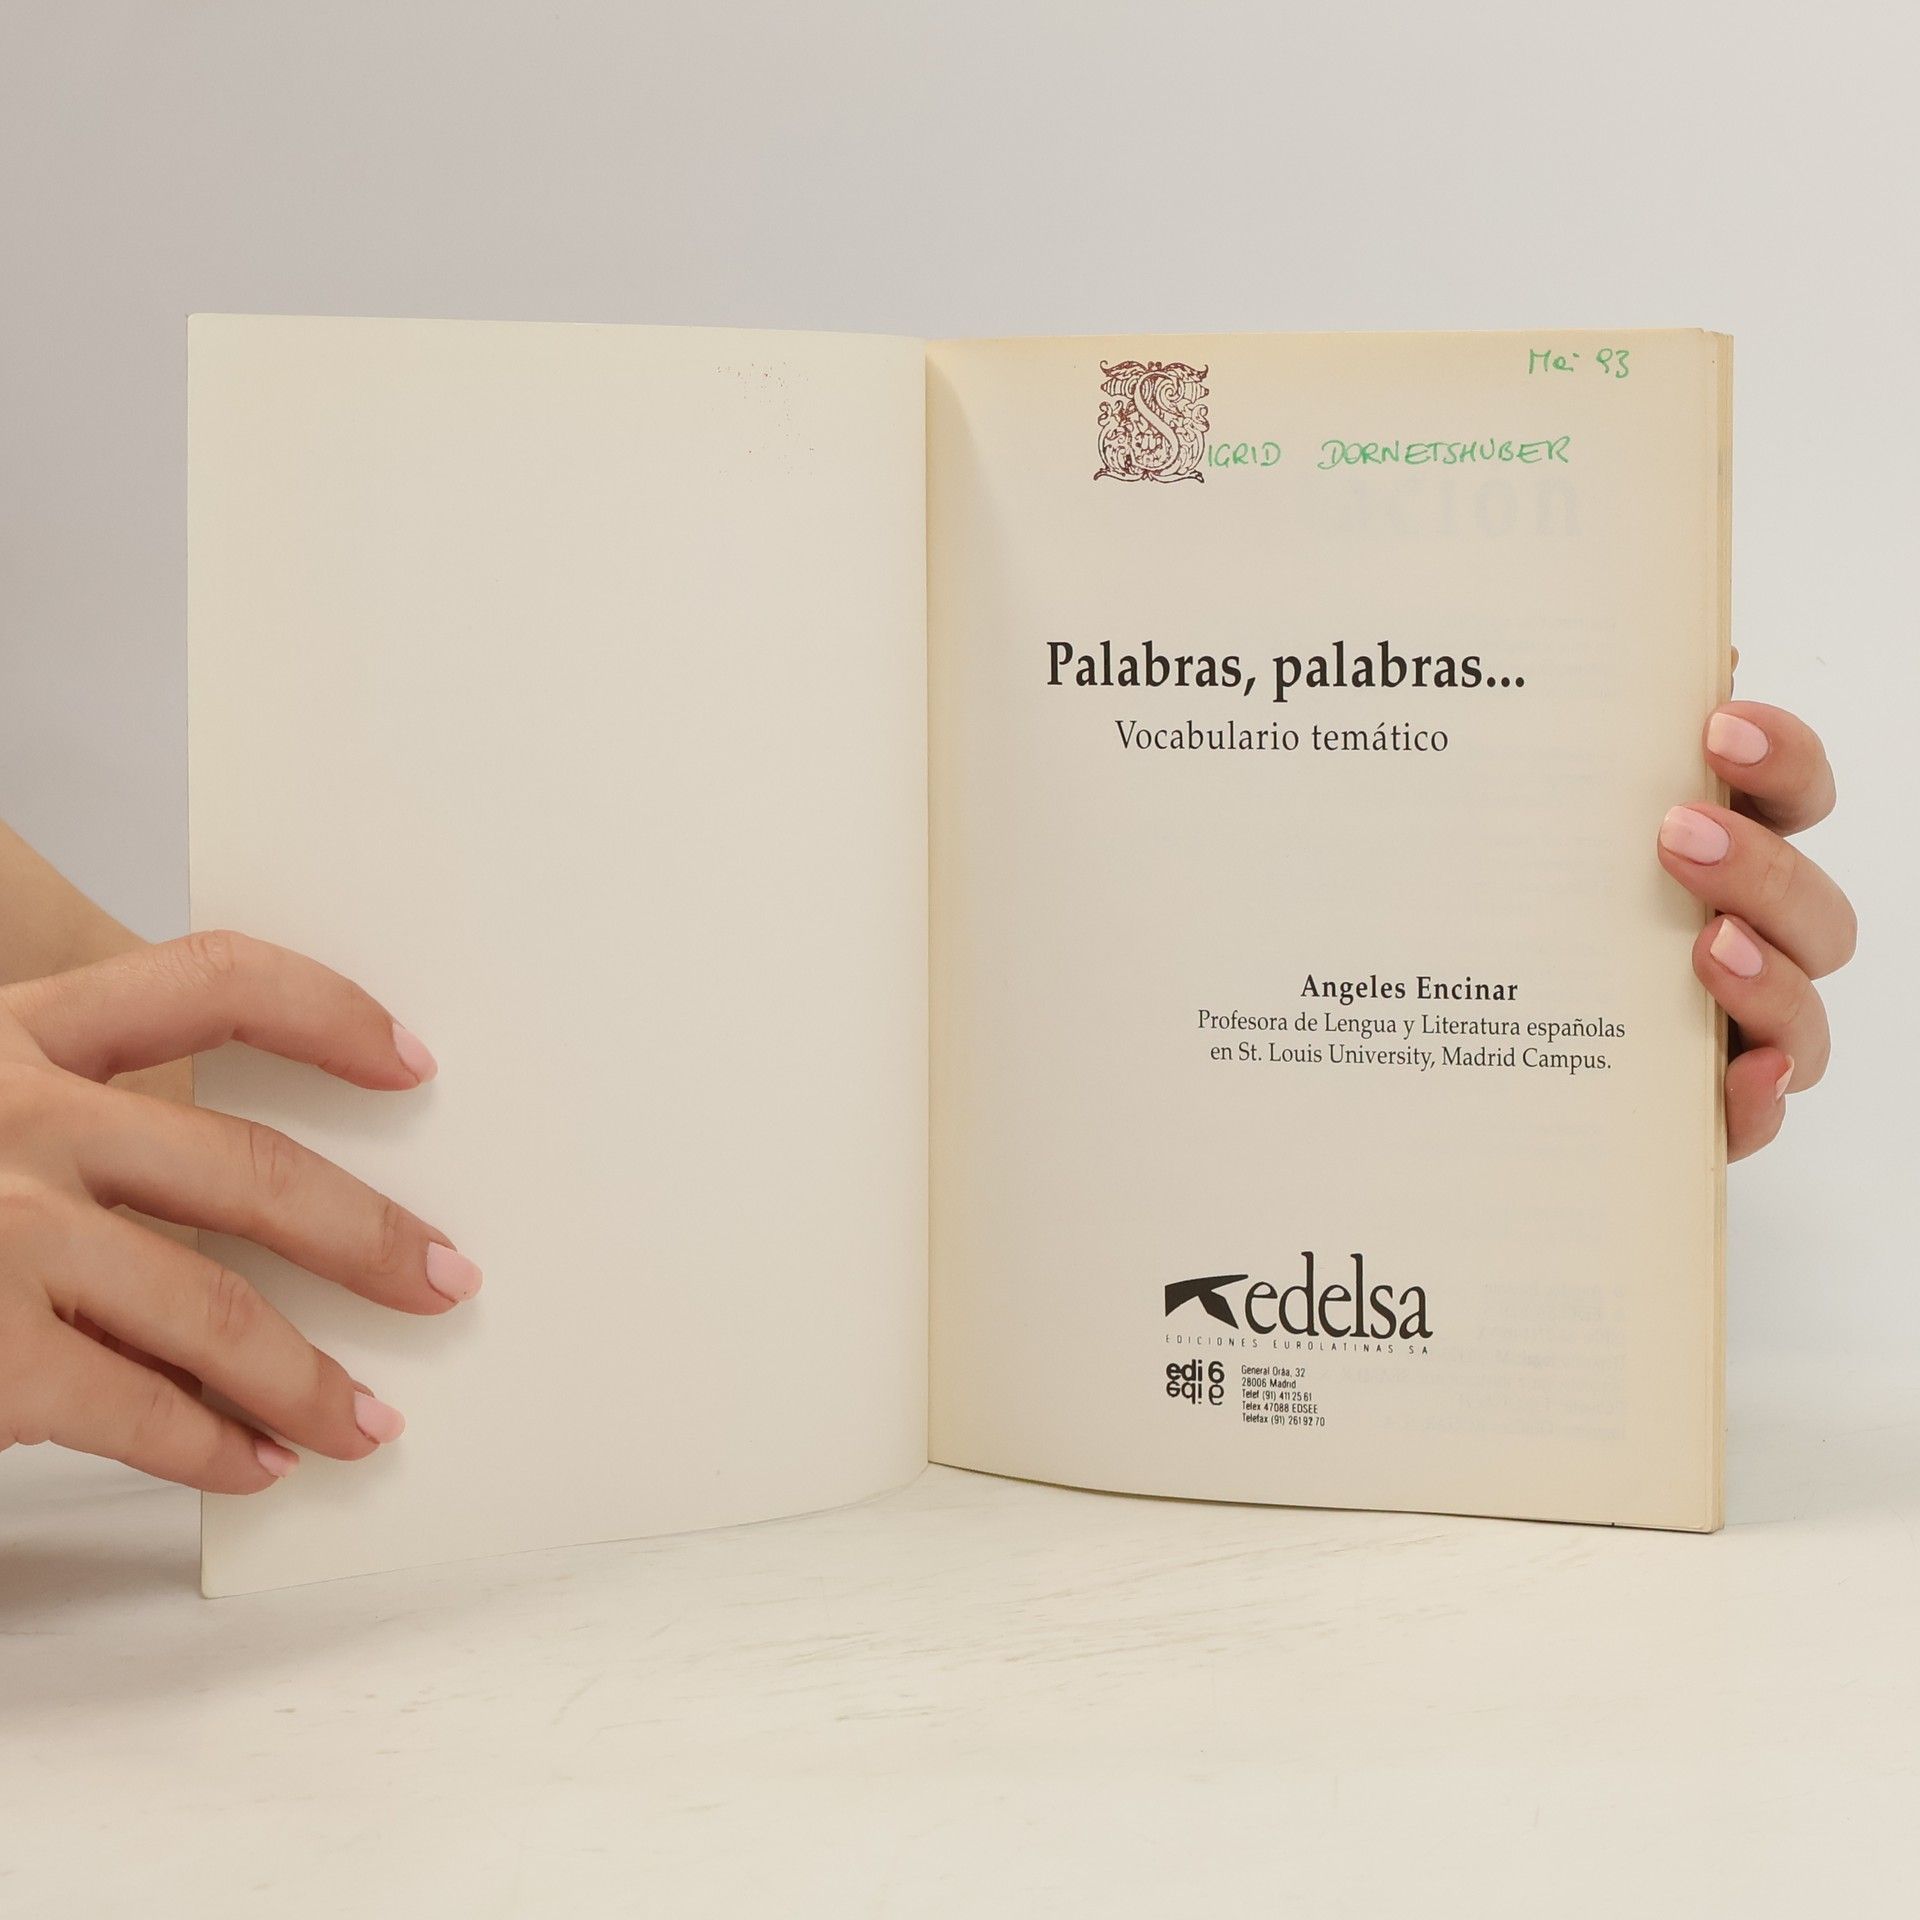 Mai 93
SIGRID DORNETSHUBER
Palabras, palabras...
Vocabulario temático
Angeles Encinar
Profesora de Lengua y Literatura españolas
en St. Louis University, Madrid Campus.
edelsa
EDICIONES EUROLATINAS SA
edi 6
General Oráa, 32
28006 Madrid
Telef (91) 411 25 61
Telex 47088 EDSEE
Telefax (91) 261 92 70